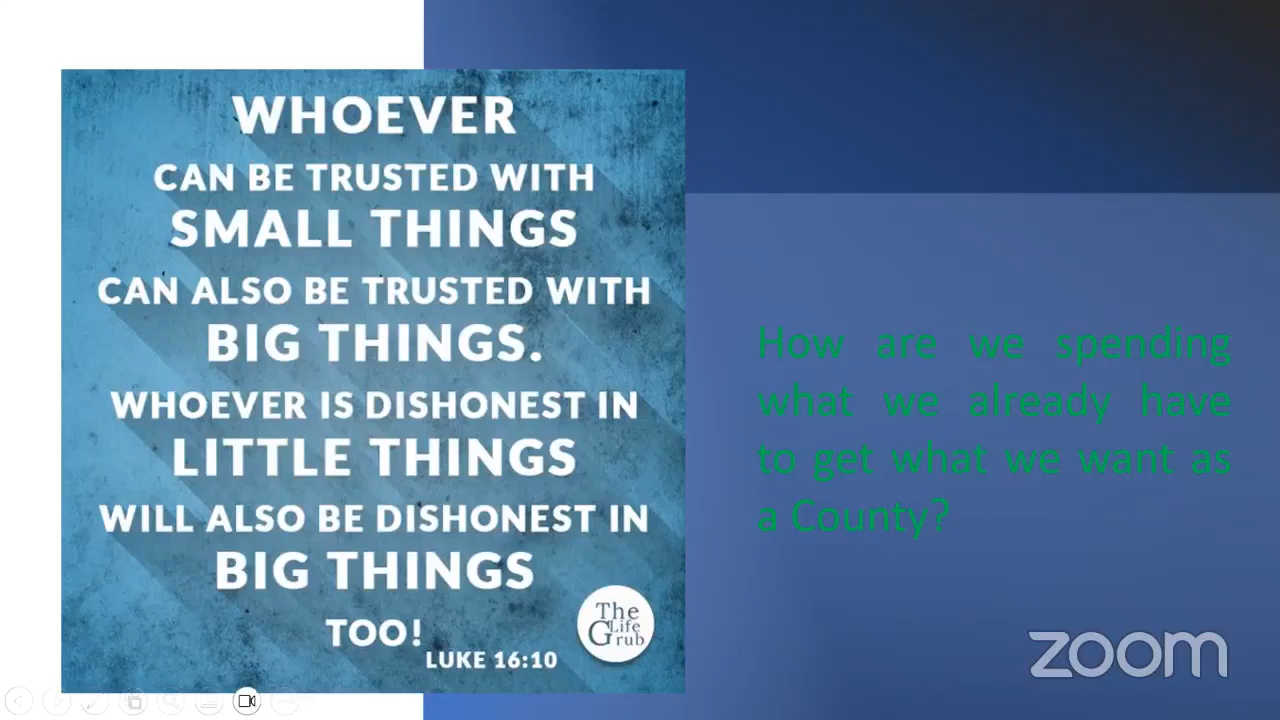 WHOEVER
CAN BE TRUSTED WITH
SMALL THINGS
CAN ALSO BE TRUSTED WITH
BIG THINGS.
WHOEVER IS DISHONEST IN
LITTLE THINGS
WILL ALSO BE DISHONEST IN
BIG THINGS
TOO!
LUKE 16:10
The
Life
Grub
How are we spending
what we already have
to get what we want as
a County?
zoom